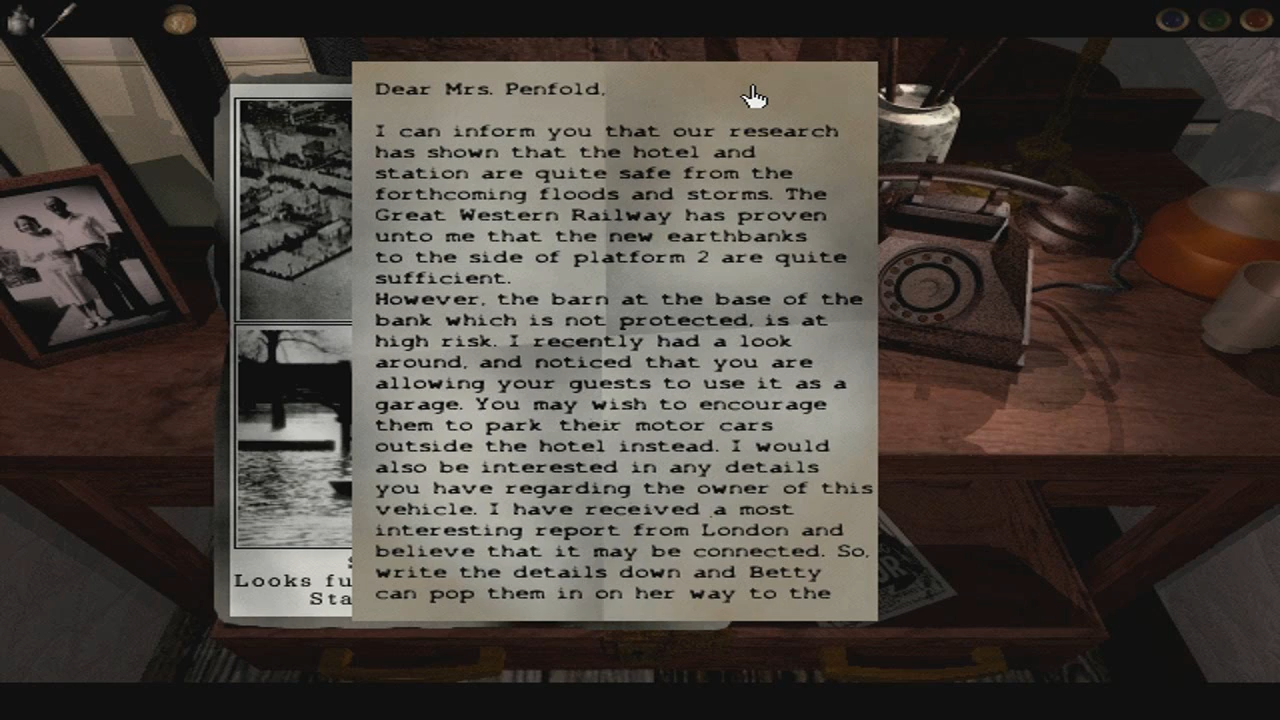 Dear Mrs. Penfold,
I can inform you that our research
has shown that the hotel and
station are quite safe from the
forthcoming floods and storms. The
Great Western Railway has proven
unto me that the new earthbanks
to the side of platform 2 are quite
sufficient.
However, the barn at the base of the
bank which is not protected, is at
high risk. I recently had a look
around, and noticed that you are
allowing your guests to use it as a
garage. You may wish to encourage
them to park their motor cars
outside the hotel instead. I would
also be interested in any details
you have regarding the owner of this
vehicle. I have received a most
interesting report from London and
believe that it may be connected. So,
write the details down and Betty
can pop them in on her way to the
Looks fu
Sta